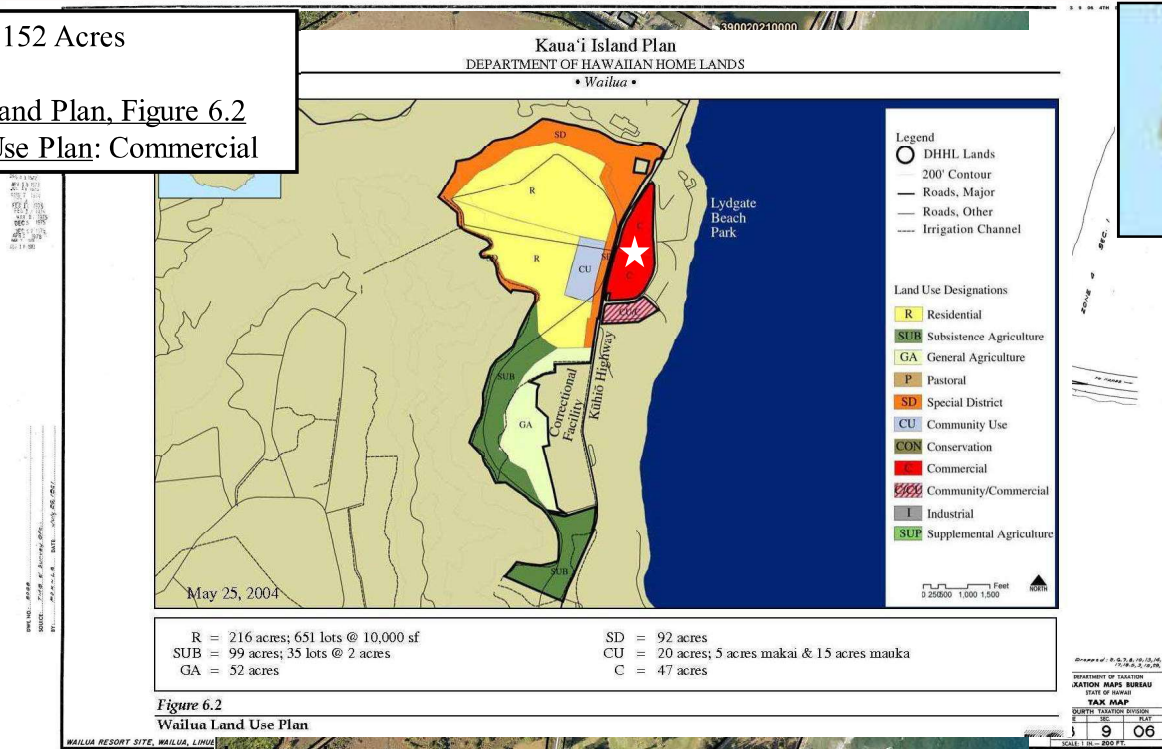 152 Acres
and Plan, Figure 6.2
Use Plan: Commercial
390020210000
Kaua'i Island Plan
DEPARTMENT OF HAWAIIAN HOME LANDS
• Wailua •
SD
R
R
SD
CU
SD
C
C
CU/C
SUB
GA
SUB
Lydgate
Beach
Park
Correctional
Facility
Kūhiō Highway
May 25, 2004
Legend
DHHL Lands
200' Contour
Roads, Major
Roads, Other
Irrigation Channel
Land Use Designations
R Residential
SUB Subsistence Agriculture
GA General Agriculture
P Pastoral
SD Special District
CU Community Use
CON Conservation
C Commercial
C/CU Community/Commercial
I Industrial
SUP Supplemental Agriculture
Feet
0 250500 1,000 1,500
NORTH
R = 216 acres; 651 lots @ 10,000 sf
SUB = 99 acres; 35 lots @ 2 acres
GA = 52 acres
SD = 92 acres
CU = 20 acres; 5 acres makai & 15 acres mauka
C = 47 acres
Figure 6.2
Wailua Land Use Plan
WAILUA RESORT SITE, WAILUA, LIHUE
ZONE 4 SEC.
DEPARTMENT OF TAXATION
TAXATION MAPS BUREAU
STATE OF HAWAII
TAX MAP
FOURTH TAXATION DIVISION
SEC. PLAT
9 06
SCALE: 1 IN. = 200 FT.